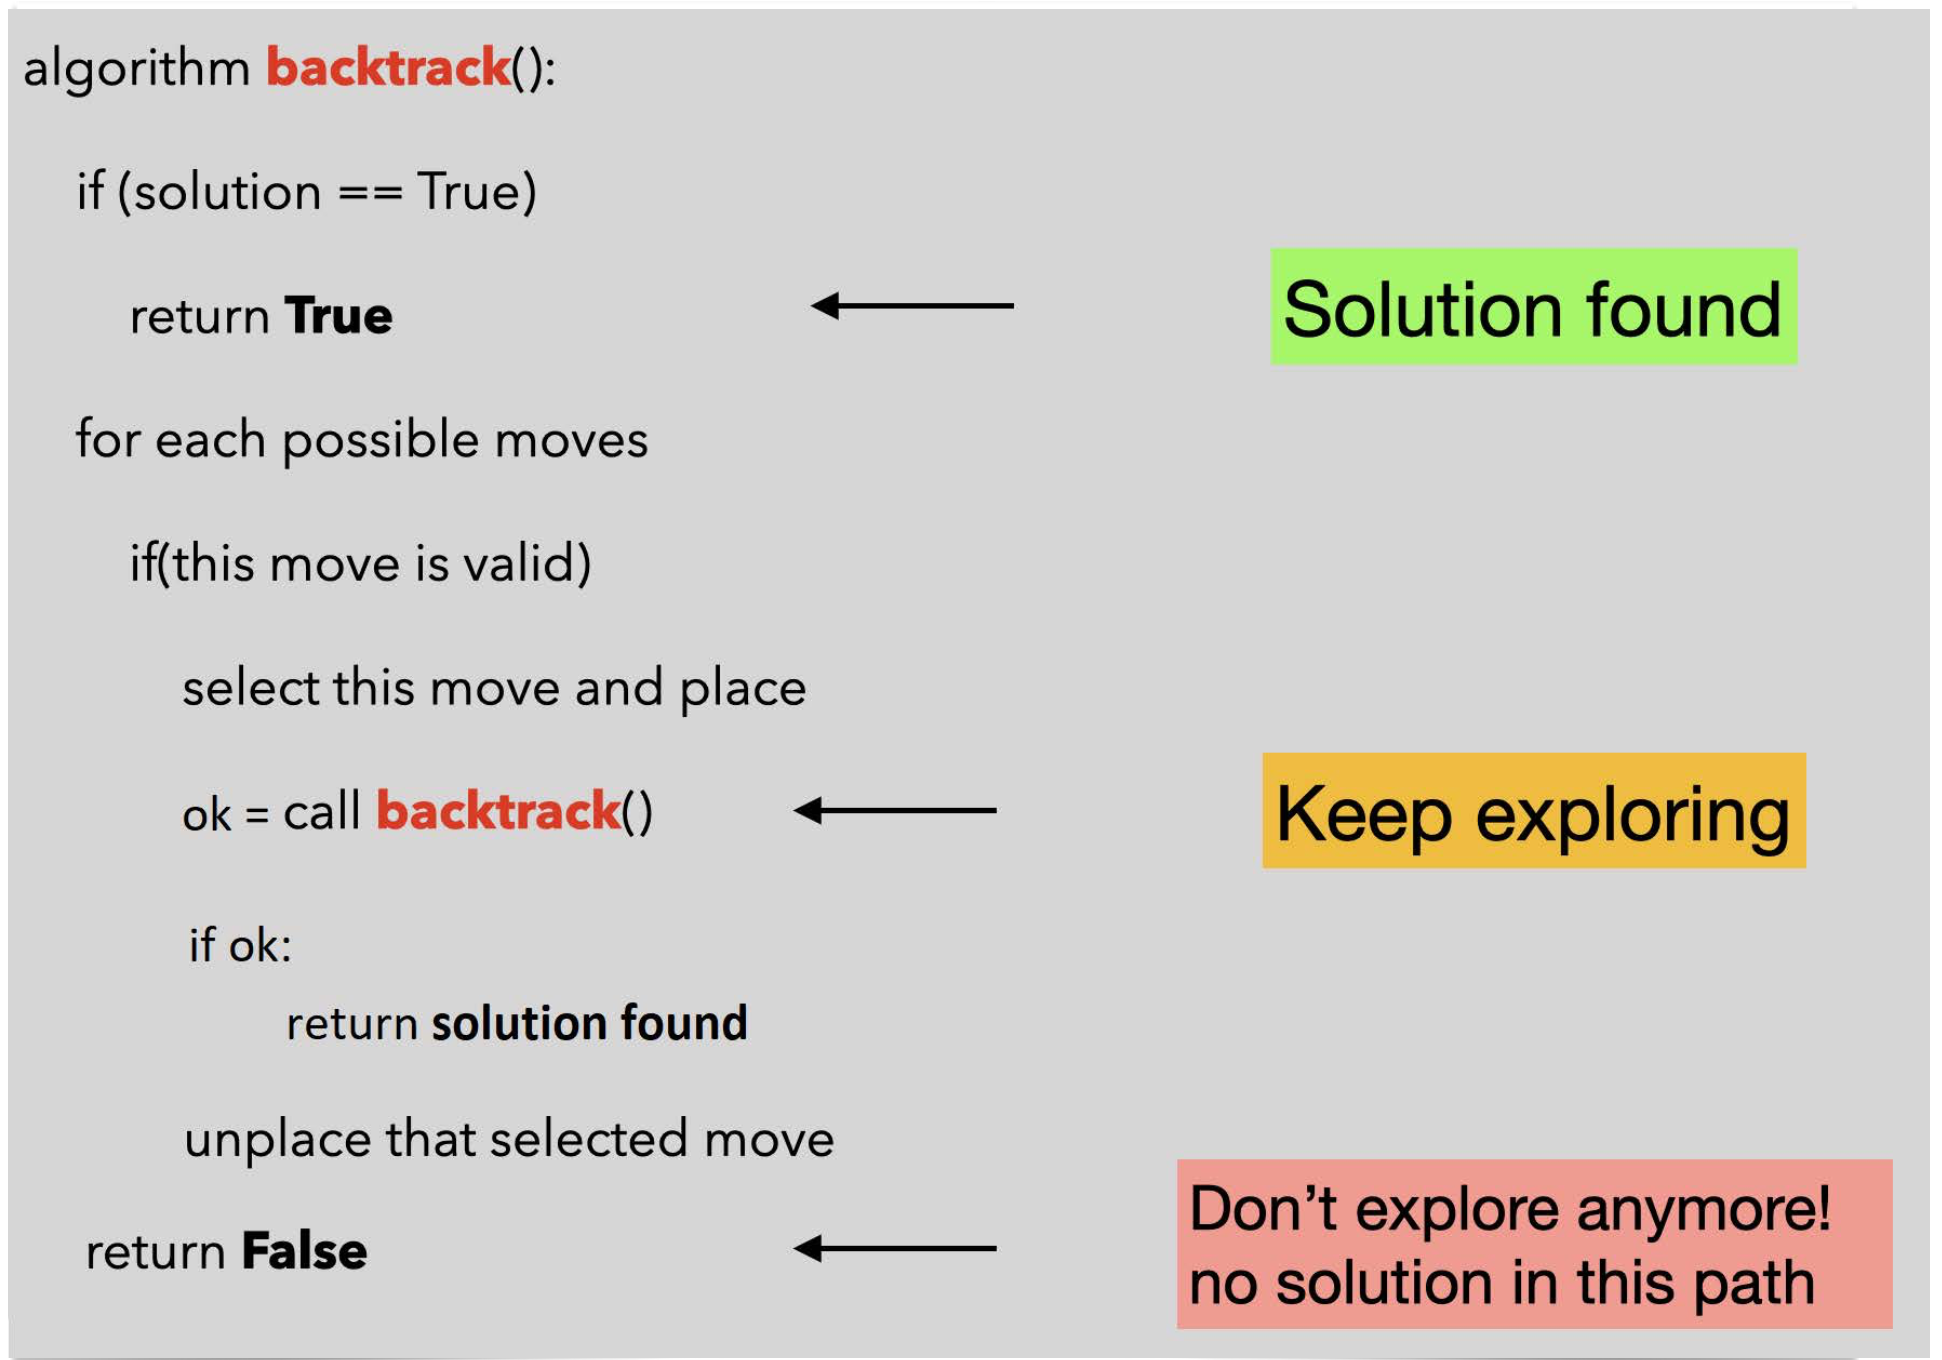 algorithm backtrack():
if (solution == True)
return True
Solution found
for each possible moves
if(this move is valid)
select this move and place
ok = call backtrack()
Keep exploring
if ok:
return solution found
unplace that selected move
return False
Don't explore anymore!
no solution in this path